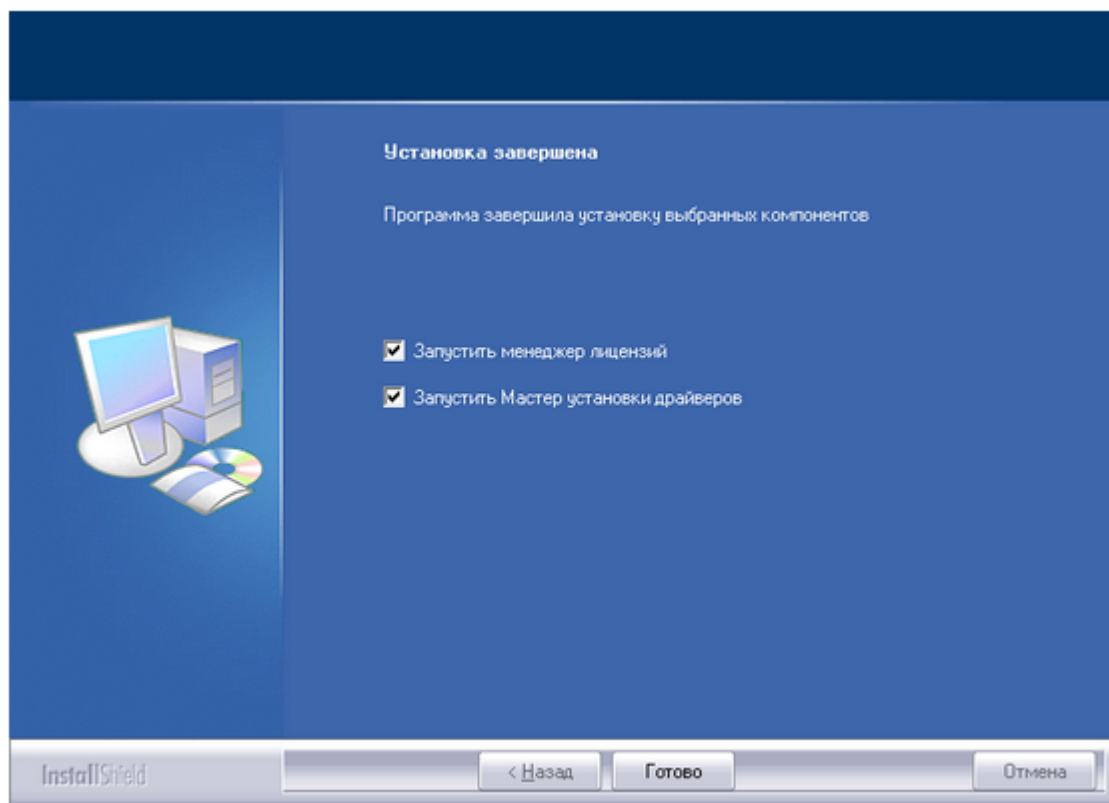 Установка завершена
Программа завершила установку выбранных компонентов
Запустить менеджер лицензий
Запустить Мастер установки драйверов
InstallShield
< Назад
Готово
Отмена